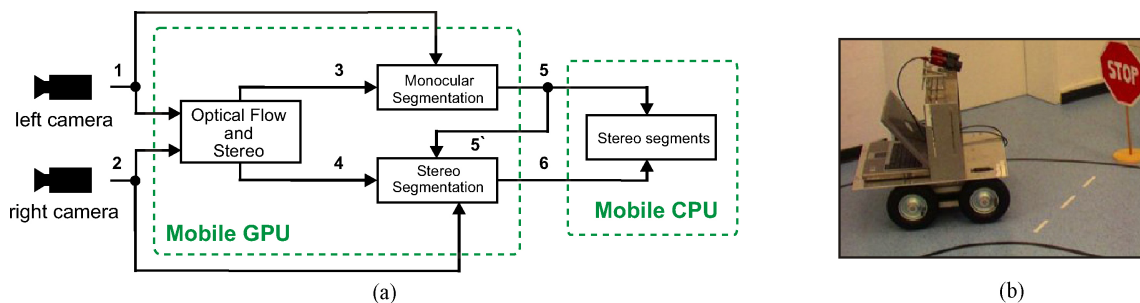 1
left camera
2
right camera
Optical Flow
and
Stereo
3
4
Monocular
Segmentation
5
5`
Stereo
Segmentation
6
Stereo segments
Mobile GPU
Mobile CPU
(a)
STOP
(b)